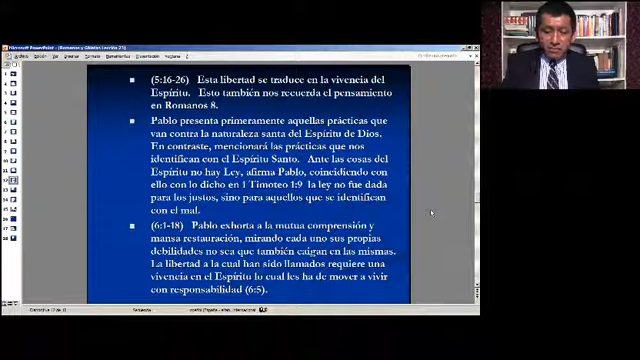 Microsoft PowerPoint - [Romanos y Gálatas Lección 23]
(5:16-26) Esta libertad se traduce en la vivencia del
Espíritu. Esto también nos recuerda el pensamiento
en Romanos 8.
Pablo presenta primeramente aquellas prácticas que
van contra la naturaleza santa del Espíritu de Dios.
En contraste, mencionará las prácticas que nos
identifican con el Espíritu Santo. Ante las cosas del
Espíritu no hay Ley, afirma Pablo, coincidiendo con
ello con lo dicho en 1 Timoteo 1:9 la ley no fue dada
para los justos, sino para aquellos que se identifican
con el mal.
(6:1-18) Pablo exhorta a la mutua comprensión y
mansa restauración, mirando cada uno sus propias
debilidades no sea que también caigan en las mismas.
La libertad a la cual han sido llamados requiere una
vivencia en el Espíritu lo cual les ha de mover a vivir
con responsabilidad (6:5).